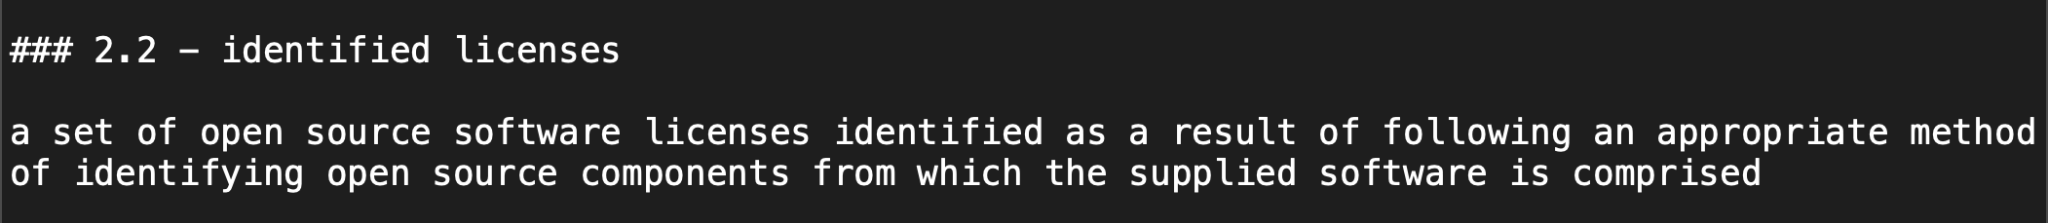 ### 2.2 – identified licenses
a set of open source software licenses identified as a result of following an appropriate method
of identifying open source components from which the supplied software is comprised